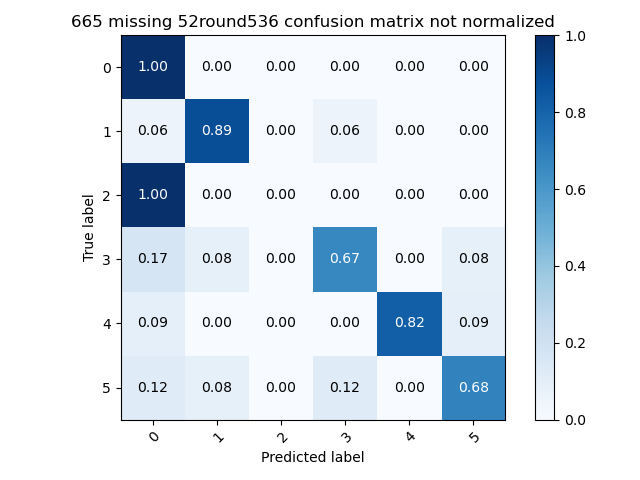 665 missing 52round536 confusion matrix not normalized
True label
0 1.00 0.00 0.00 0.00 0.00 0.00
1 0.06 0.89 0.00 0.06 0.00 0.00
2 1.00 0.00 0.00 0.00 0.00 0.00
3 0.17 0.08 0.00 0.67 0.00 0.08
4 0.09 0.00 0.00 0.00 0.82 0.09
5 0.12 0.08 0.00 0.12 0.00 0.68
0 1 2 3 4 5
Predicted label
1.0
0.8
0.6
0.4
0.2
0.0